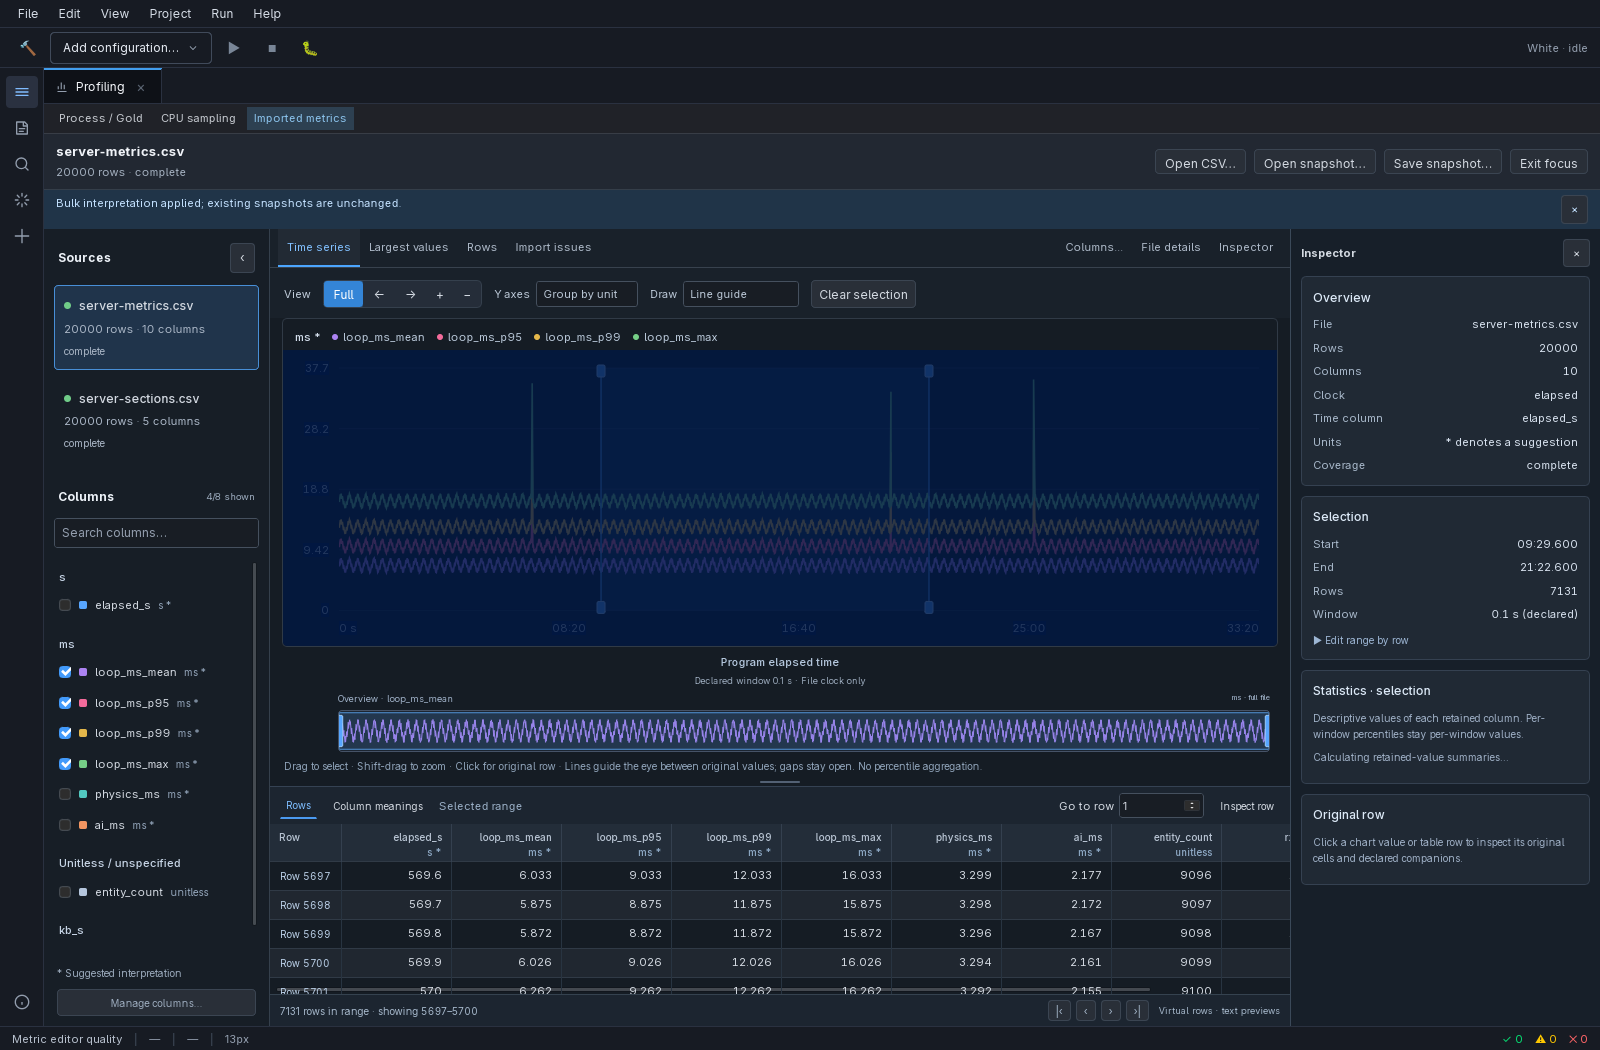 File Edit View Project Run Help
Add configuration...
White · idle
Profiling ×
Process / Gold CPU sampling Imported metrics
server-metrics.csv
20000 rows · complete
Open CSV... Open snapshot... Save snapshot... Exit focus
Bulk interpretation applied; existing snapshots are unchanged.
Sources
server-metrics.csv
20000 rows · 10 columns
complete
server-sections.csv
20000 rows · 5 columns
complete
Columns 4/8 shown
Search columns...
s
elapsed_s s *
ms
loop_ms_mean ms *
loop_ms_p95 ms *
loop_ms_p99 ms *
loop_ms_max ms *
physics_ms ms *
ai_ms ms *
Unitless / unspecified
entity_count unitless
kb_s
* Suggested interpretation
Manage columns...
Time series Largest values Rows Import issues
Columns... File details Inspector
View Full ← → + − Y axes Group by unit Draw Line guide Clear selection
ms * loop_ms_mean loop_ms_p95 loop_ms_p99 loop_ms_max
37.7
28.2
18.8
9.42
0
0 s 08:20 16:40 25:00 33:20
Program elapsed time
Declared window 0.1 s · File clock only
Overview · loop_ms_mean ms · full file
Drag to select · Shift-drag to zoom · Click for original row · Lines guide the eye between original values; gaps stay open. No percentile aggregation.
Rows Column meanings Selected range
Go to row 1 Inspect row
Row elapsed_s loop_ms_mean loop_ms_p95 loop_ms_p99 loop_ms_max physics_ms ai_ms entity_count
s * ms * ms * ms * ms * ms * ms * unitless
Row 5697 569.6 6.033 9.033 12.033 16.033 3.299 2.177 9096
Row 5698 569.7 5.875 8.875 11.875 15.875 3.298 2.172 9097
Row 5699 569.8 5.872 8.872 11.872 15.872 3.296 2.167 9098
Row 5700 569.9 6.026 9.026 12.026 16.026 3.294 2.161 9099
Row 5701 570 6.262 9.262 12.262 16.262 3.292 2.155 9100
7131 rows in range · showing 5697–5700
Virtual rows · text previews
Inspector
Overview
File server-metrics.csv
Rows 20000
Columns 10
Clock elapsed
Time column elapsed_s
Units * denotes a suggestion
Coverage complete
Selection
Start 09:29.600
End 21:22.600
Rows 7131
Window 0.1 s (declared)
▶ Edit range by row
Statistics · selection
Descriptive values of each retained column. Per-
window percentiles stay per-window values.
Calculating retained-value summaries...
Original row
Click a chart value or table row to inspect its original
cells and declared companions.
Metric editor quality — — 13px
0 0 0